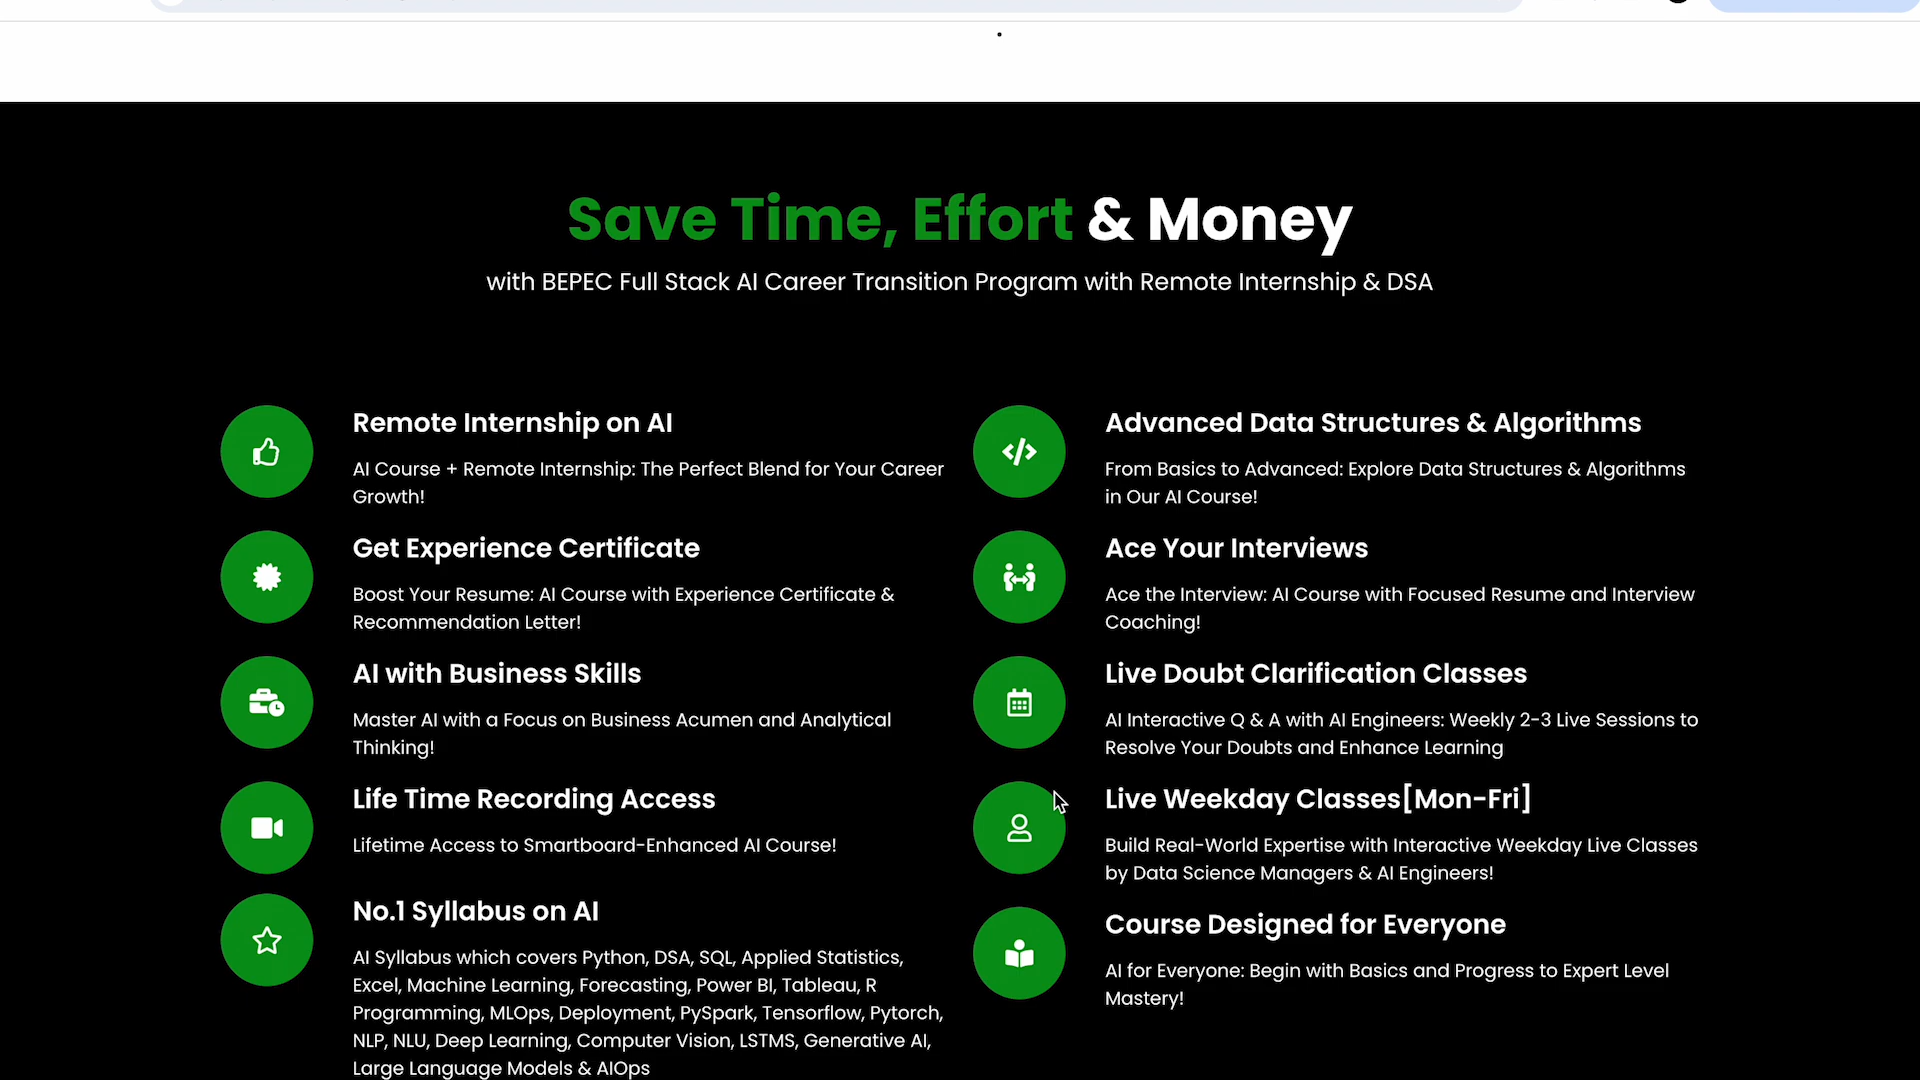 Save Time, Effort & Money
with BEPEC Full Stack AI Career Transition Program with Remote Internship & DSA
Remote Internship on AI
AI Course + Remote Internship: The Perfect Blend for Your Career
Growth!
Get Experience Certificate
Boost Your Resume: AI Course with Experience Certificate &
Recommendation Letter!
AI with Business Skills
Master AI with a Focus on Business Acumen and Analytical
Thinking!
Life Time Recording Access
Lifetime Access to Smartboard-Enhanced AI Course!
No.1 Syllabus on AI
AI Syllabus which covers Python, DSA, SQL, Applied Statistics,
Excel, Machine Learning, Forecasting, Power BI, Tableau, R
Programming, MLOps, Deployment, PySpark, Tensorflow, Pytorch,
NLP, NLU, Deep Learning, Computer Vision, LSTMS, Generative AI,
Large Language Models & AIOps
Advanced Data Structures & Algorithms
From Basics to Advanced: Explore Data Structures & Algorithms
in Our AI Course!
Ace Your Interviews
Ace the Interview: AI Course with Focused Resume and Interview
Coaching!
Live Doubt Clarification Classes
AI Interactive Q & A with AI Engineers: Weekly 2-3 Live Sessions to
Resolve Your Doubts and Enhance Learning
Live Weekday Classes[Mon-Fri]
Build Real-World Expertise with Interactive Weekday Live Classes
by Data Science Managers & AI Engineers!
Course Designed for Everyone
AI for Everyone: Begin with Basics and Progress to Expert Level
Mastery!